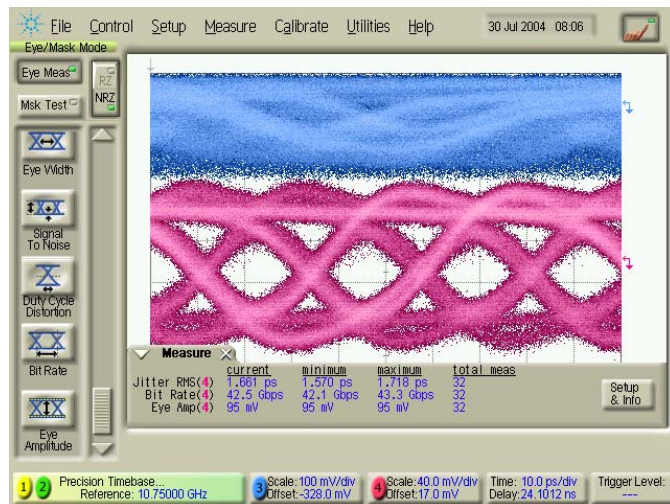 File Control Setup Measure Calibrate Utilities Help 30 Jul 2004 08:06
Eye/Mask Mode
Eye Meas
RZ
NRZ
Msk Test
Eye Width
Signal
To Noise
Duty Cycle
Distortion
Bit Rate
Eye
Amplitude
Measure
current minimum maximum total meas
Jitter RMS(4) 1.661 ps 1.570 ps 1.718 ps 32
Bit Rate(4) 42.5 Gbps 42.1 Gbps 43.3 Gbps 32
Eye Amp(4) 95 mV 95 mV 95 mV 32
Setup
& Info
1 2 Precision Timebase...
Reference: 10.75000 GHz
3 Scale: 100 mV/div
Offset:-328.0 mV
4 Scale: 40.0 mV/div
Offset: 17.0 mV
Time: 10.0 ps/div
Delay: 24.1012 ns
Trigger Level:
---